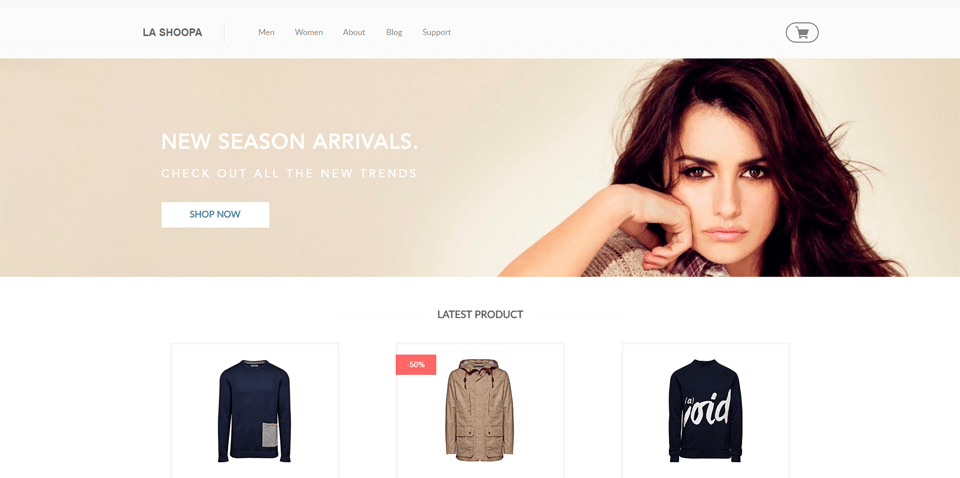 LA SHOOPA
Men Women About Blog Support
NEW SEASON ARRIVALS.
CHECK OUT ALL THE NEW TRENDS
SHOP NOW
LATEST PRODUCT
-50%
(a)
void